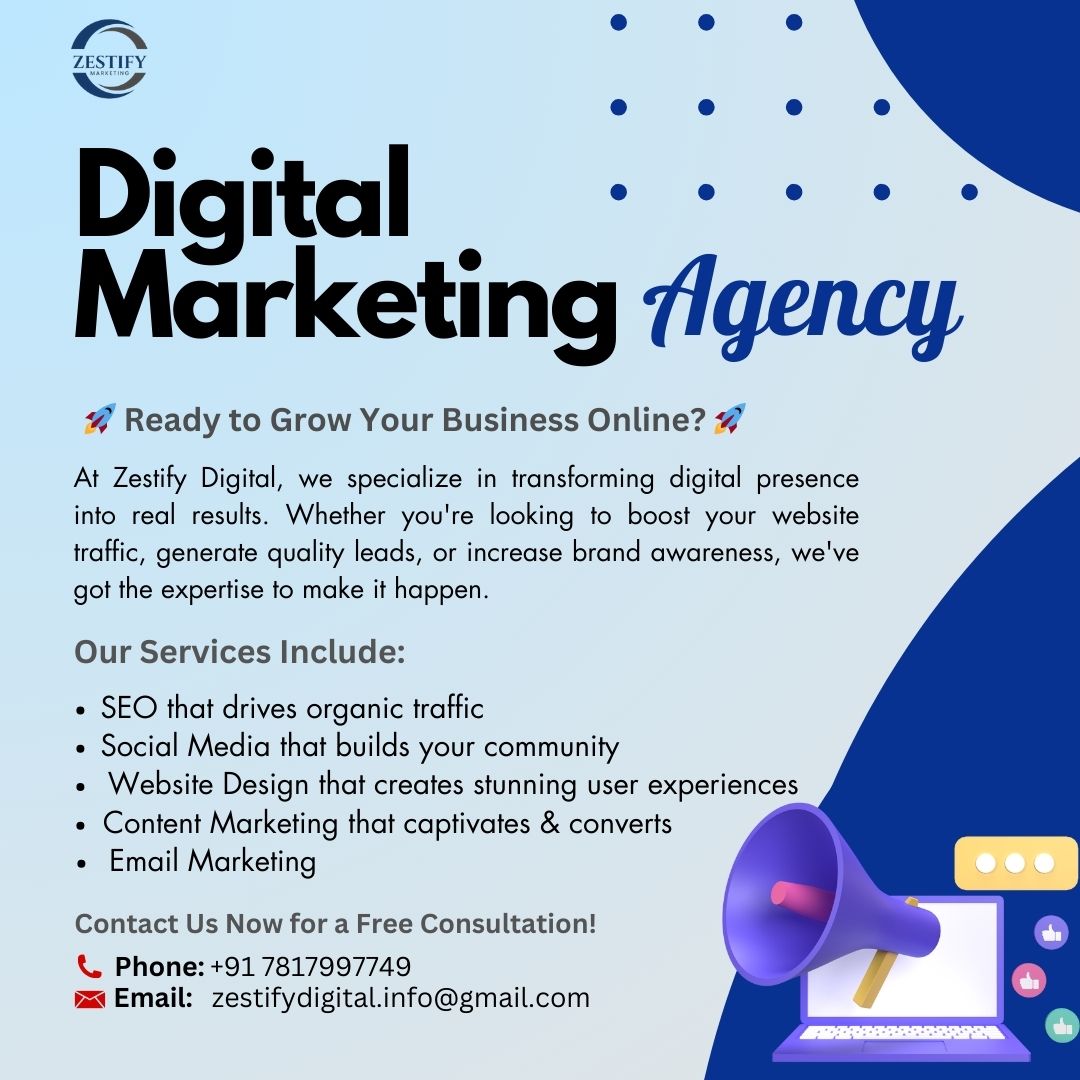 ZESTIFY
MARKETING
Digital
Marketing Agency
🚀 Ready to Grow Your Business Online? 🚀
At Zestify Digital, we specialize in transforming digital presence
into real results. Whether you're looking to boost your website
traffic, generate quality leads, or increase brand awareness, we've
got the expertise to make it happen.
Our Services Include:
• SEO that drives organic traffic
• Social Media that builds your community
• Website Design that creates stunning user experiences
• Content Marketing that captivates & converts
• Email Marketing
Contact Us Now for a Free Consultation!
Phone: +91 7817997749
Email: zestifydigital.info@gmail.com